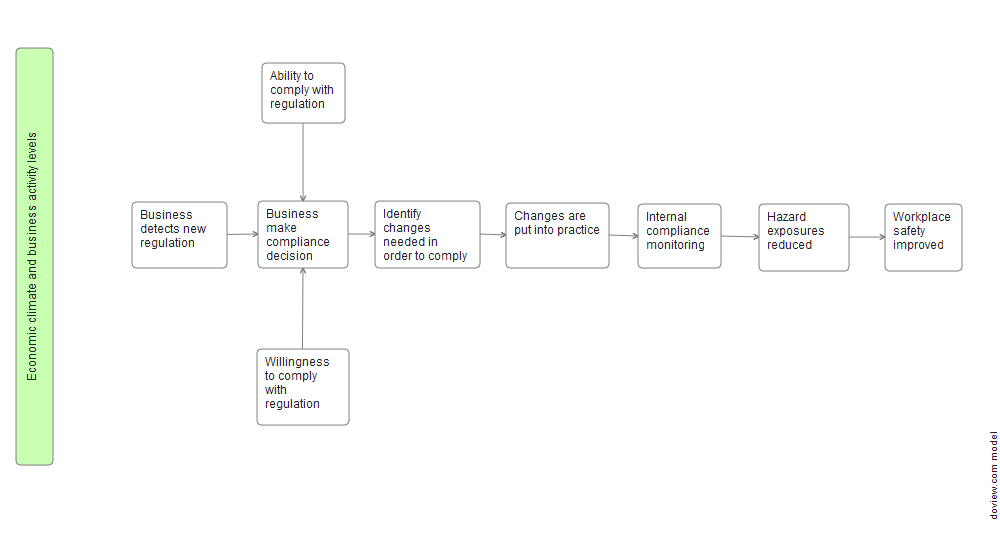 Economic climate and business activity levels
Ability to
comply with
regulation
Business
detects new
regulation
Business
make
compliance
decision
Identify
changes
needed in
order to comply
Changes are
put into practice
Internal
compliance
monitoring
Hazard
exposures
reduced
Workplace
safety
improved
Willingness
to comply
with
regulation
doview.com model